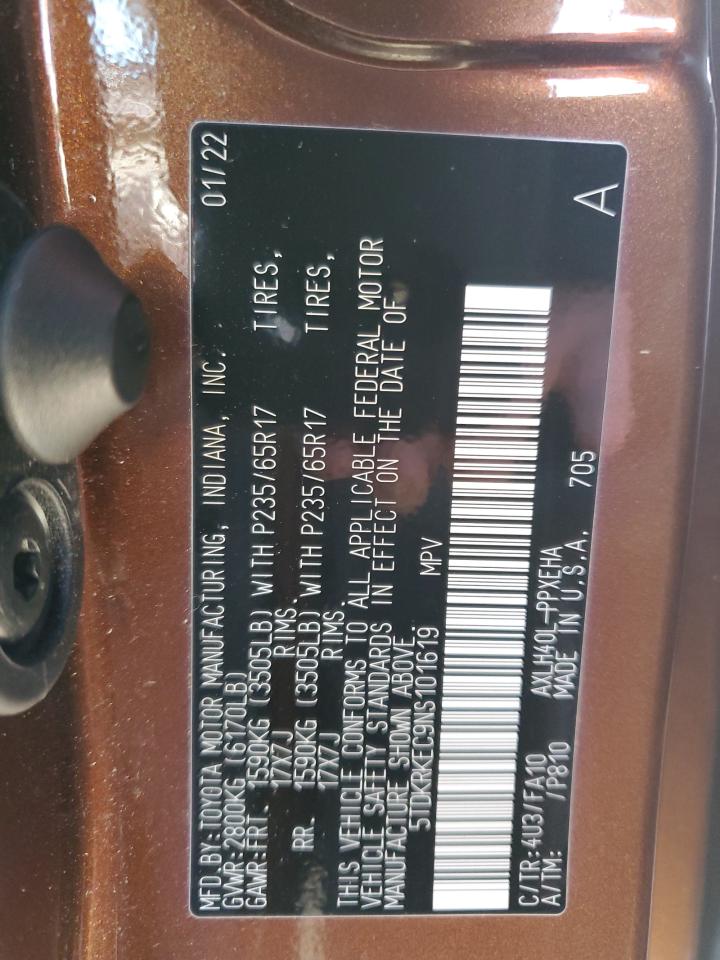 MFD.BY:TOYOTA MOTOR MANUFACTURING, INDIANA, INC. 01/22
GVWR:2800KG (6170LB)
GAWR:FRT. 1590KG (3505LB) WITH P235/65R17 TIRES,
17X7J RIMS.
RR. 1590KG (3505LB) WITH P235/65R17 TIRES,
17X7J RIMS.
THIS VEHICLE CONFORMS TO ALL APPLICABLE FEDERAL MOTOR
VEHICLE SAFETY STANDARDS IN EFFECT ON THE DATE OF
MANUFACTURE SHOWN ABOVE.
5TDKRKEC9NS101619 MPV
C/TR:4U3/FA10 AXLH40L-PPXEHA
A/TM: /P810 MADE IN U.S.A. 705 A